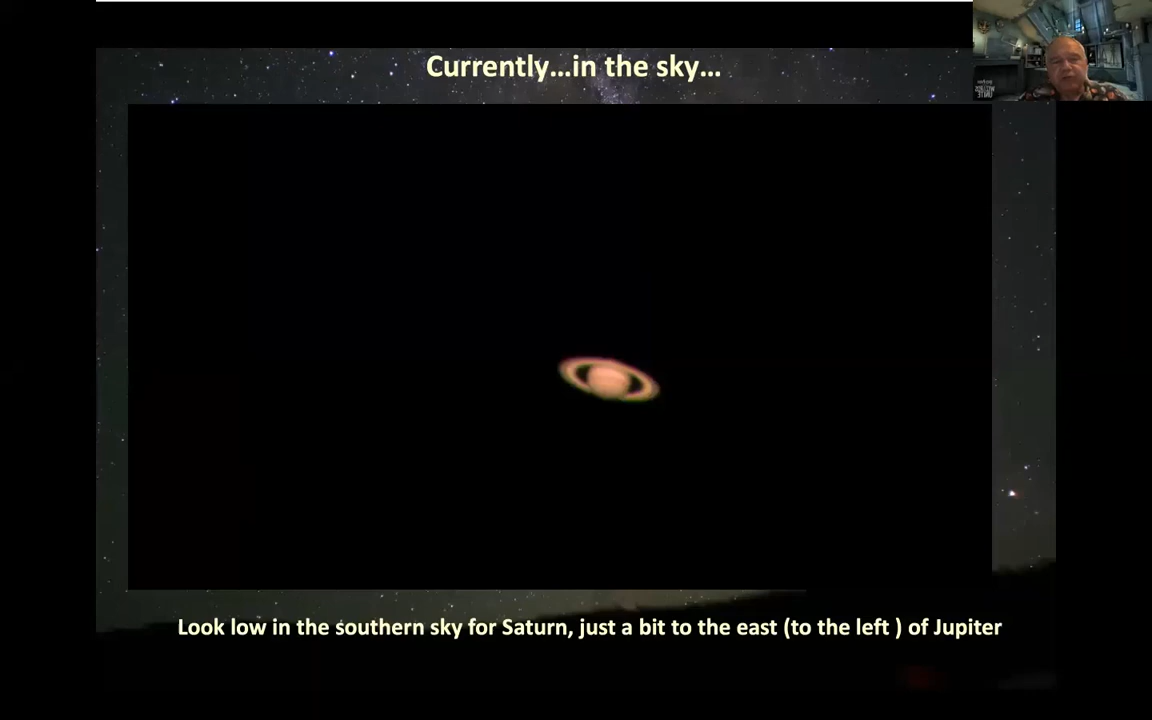 Currently...in the sky...
Look low in the southern sky for Saturn, just a bit to the east (to the left ) of Jupiter